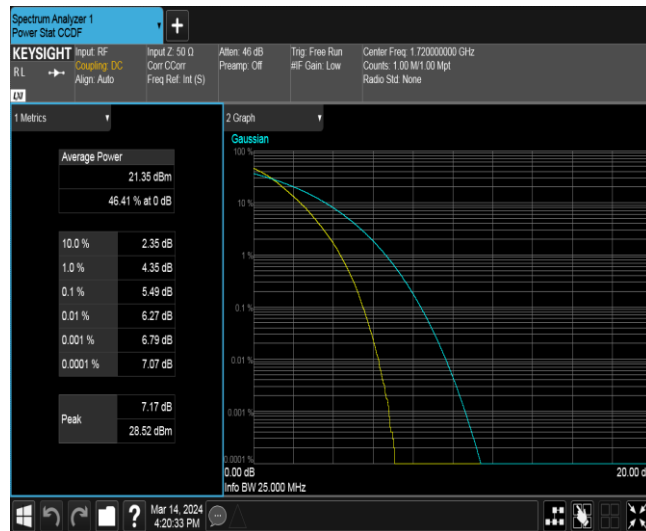 Spectrum Analyzer 1
Power Stat CCDF
+
KEYSIGHT
RL
LXI
Input: RF
Coupling: DC
Align: Auto
Input Z: 50 Ω
Corr CCorr
Freq Ref: Int (S)
Atten: 46 dB
Preamp: Off
Trig: Free Run
#IF Gain: Low
Center Freq: 1.720000000 GHz
Counts: 1.00 M/1.00 Mpt
Radio Std: None
1 Metrics
Average Power
21.35 dBm
46.41 % at 0 dB
10.0 % 2.35 dB
1.0 % 4.35 dB
0.1 % 5.49 dB
0.01 % 6.27 dB
0.001 % 6.79 dB
0.0001 % 7.07 dB
Peak
7.17 dB
28.52 dBm
2 Graph
Gaussian
100 %
10 %
1 %
0.1 %
0.01 %
0.001 %
0.0001 %
0.00 dB
20.00 d
Info BW 25.000 MHz
?
Mar 14, 2024
4:20:33 PM